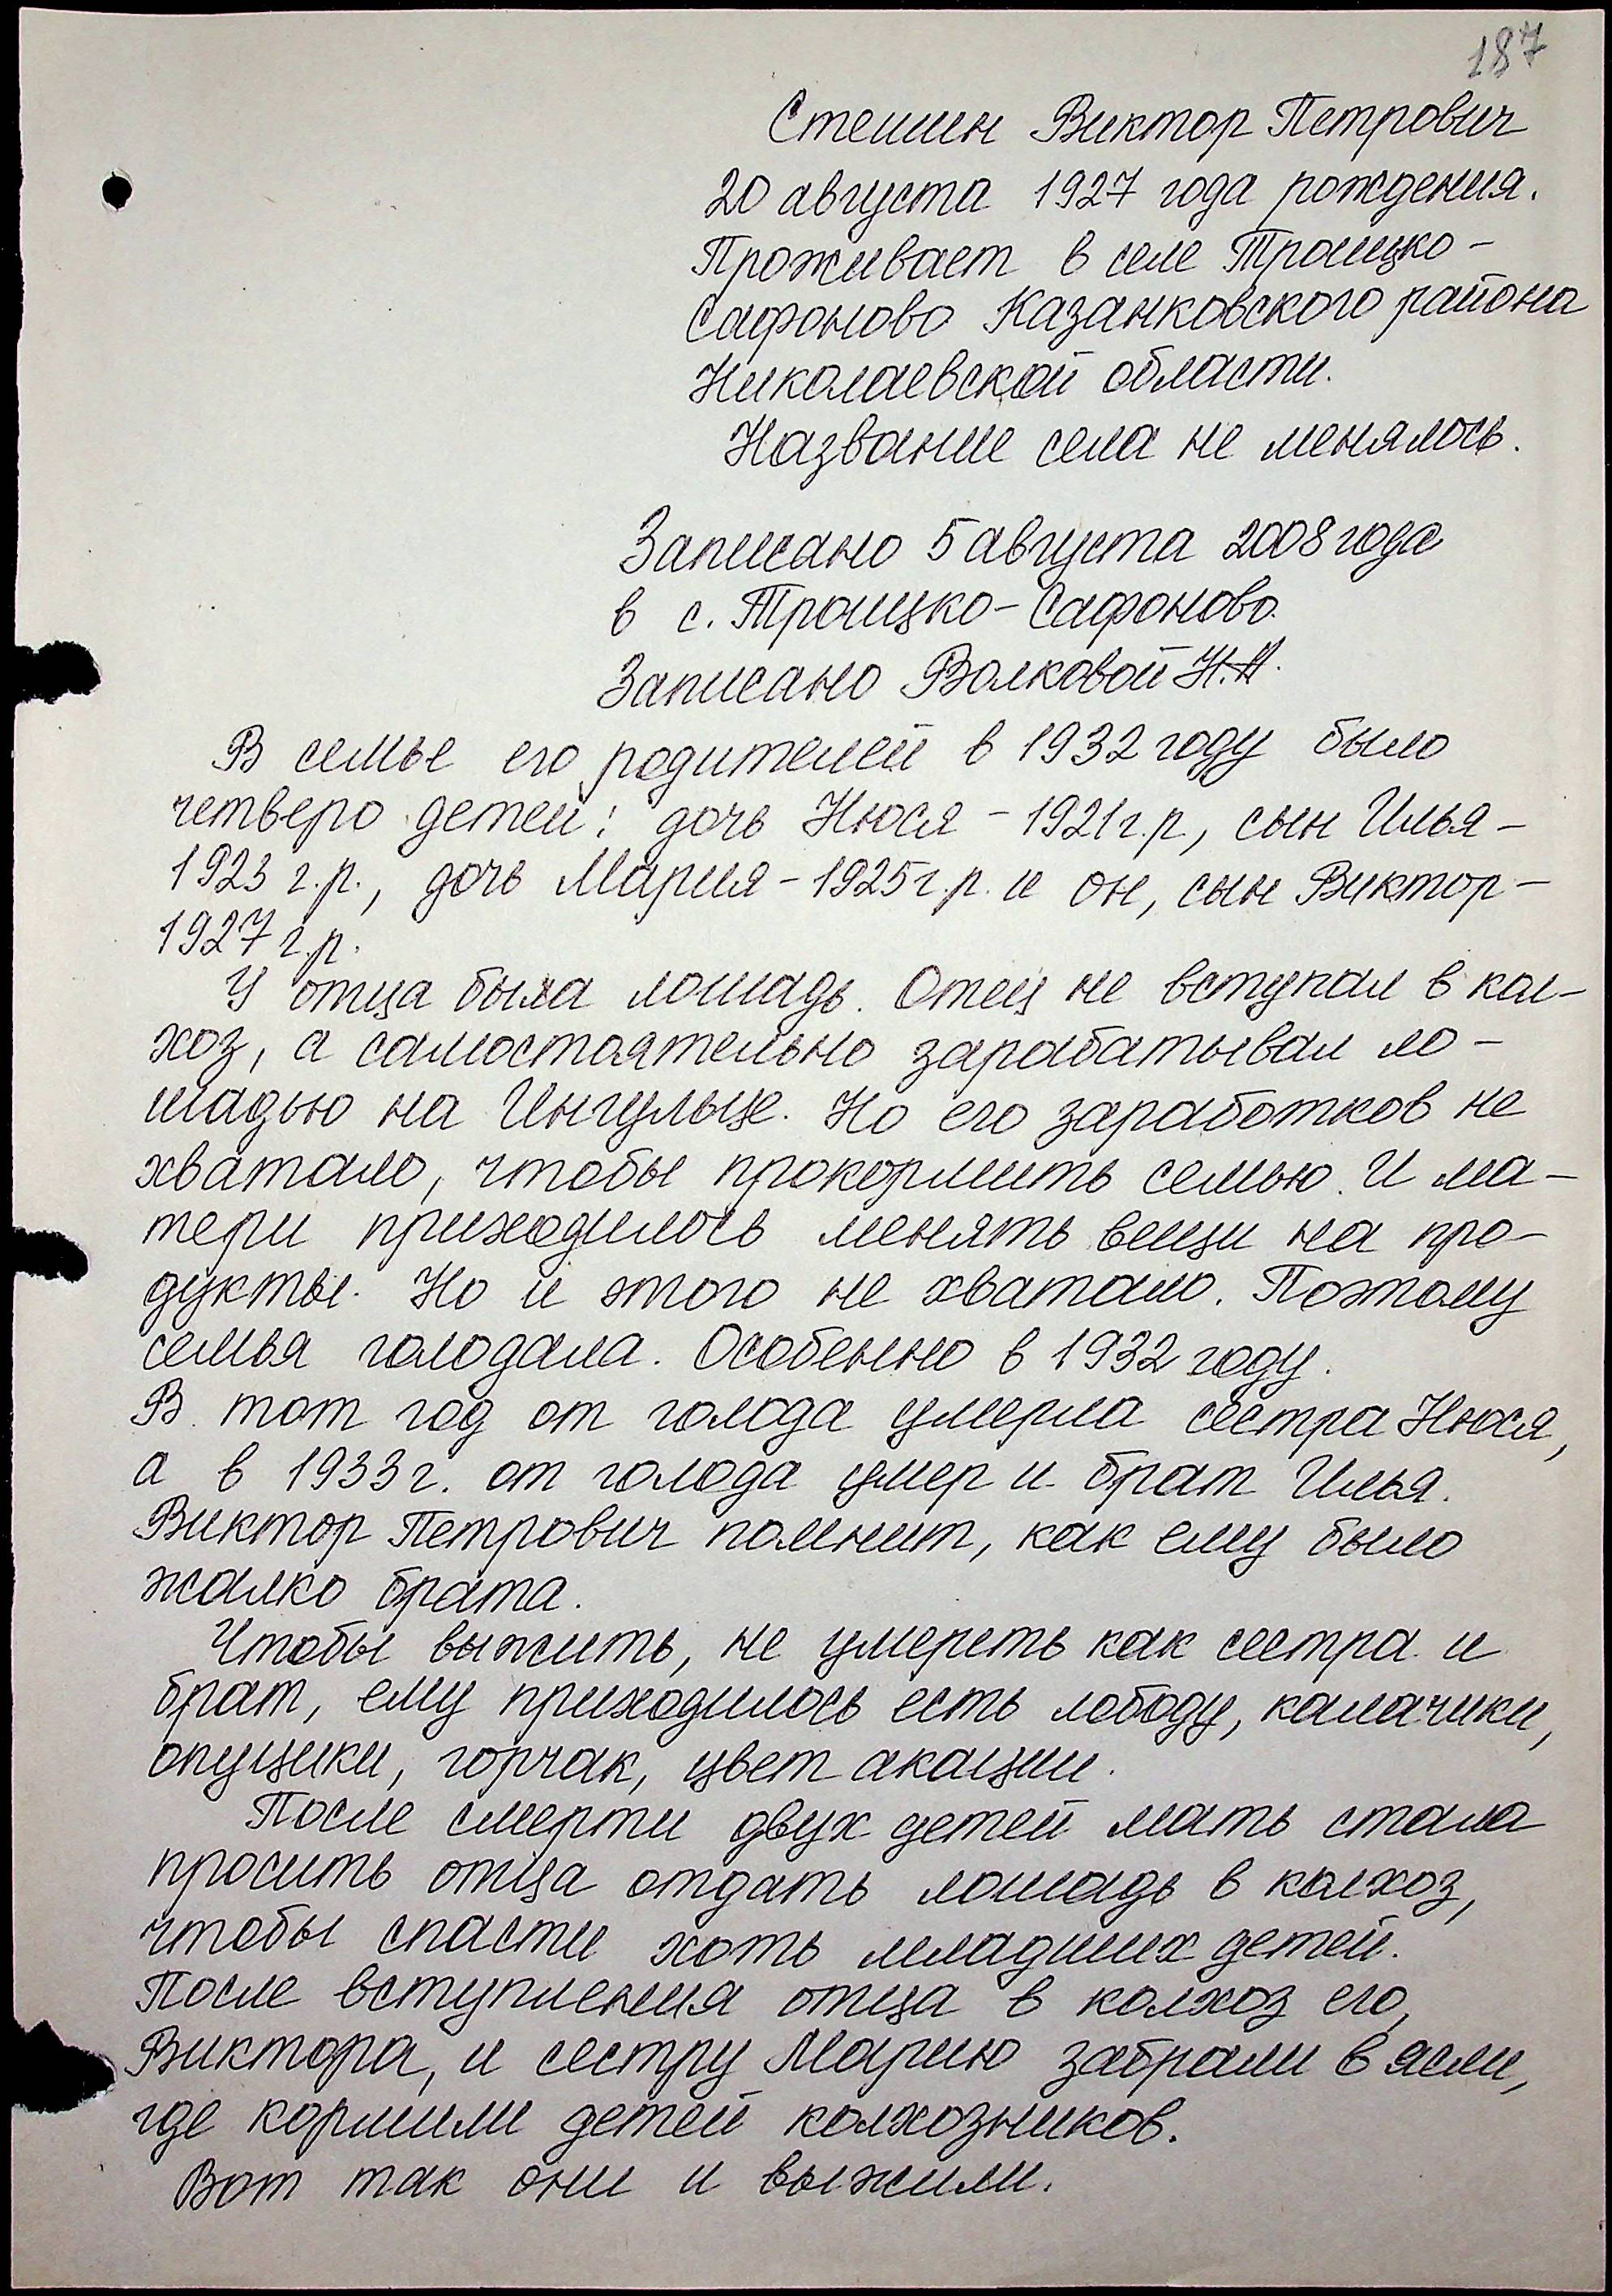 187
Стешин Виктор Петрович
20 августа 1927 года рождения.
Проживает в селе Троицко-
Сафоново Казанковского района
Николаевской области.
Название села не менялось.
Записано 5 августа 2008 года
в с. Троицко-Сафоново.
Записано Волковой Н.А.
В семье его родителей в 1932 году было
четверо детей: дочь Нюся - 1921 г.р., сын Илья -
1923 г.р., дочь Мария - 1925 г.р. и он, сын Виктор -
1927 г.р.
У отца была лошадь. Отец не вступал в кол-
хоз, а самостоятельно зарабатывал ло-
шадью на Ингульце. Но его заработков не
хватало, чтобы прокормить семью. И ма-
тери приходилось менять вещи на про-
дукты. Но и этого не хватало. Поэтому
семья голодала. Особенно в 1932 году.
В тот год от голода умерла сестра Нюся,
а в 1933 г. от голода умер и брат Илья.
Виктор Петрович помнит, как ему было
жалко брата.
Чтобы выжить, не умереть как сестра и
брат, ему приходилось есть лободу, калачики,
опуцики, горчак, цвет акации.
После смерти двух детей мать стала
просить отца отдать лошадь в колхоз,
чтобы спасти хоть младших детей.
После вступления отца в колхоз его,
Виктора, и сестру Марию забрали в ясли,
где кормили детей колхозников.
Вот так они и выжили.